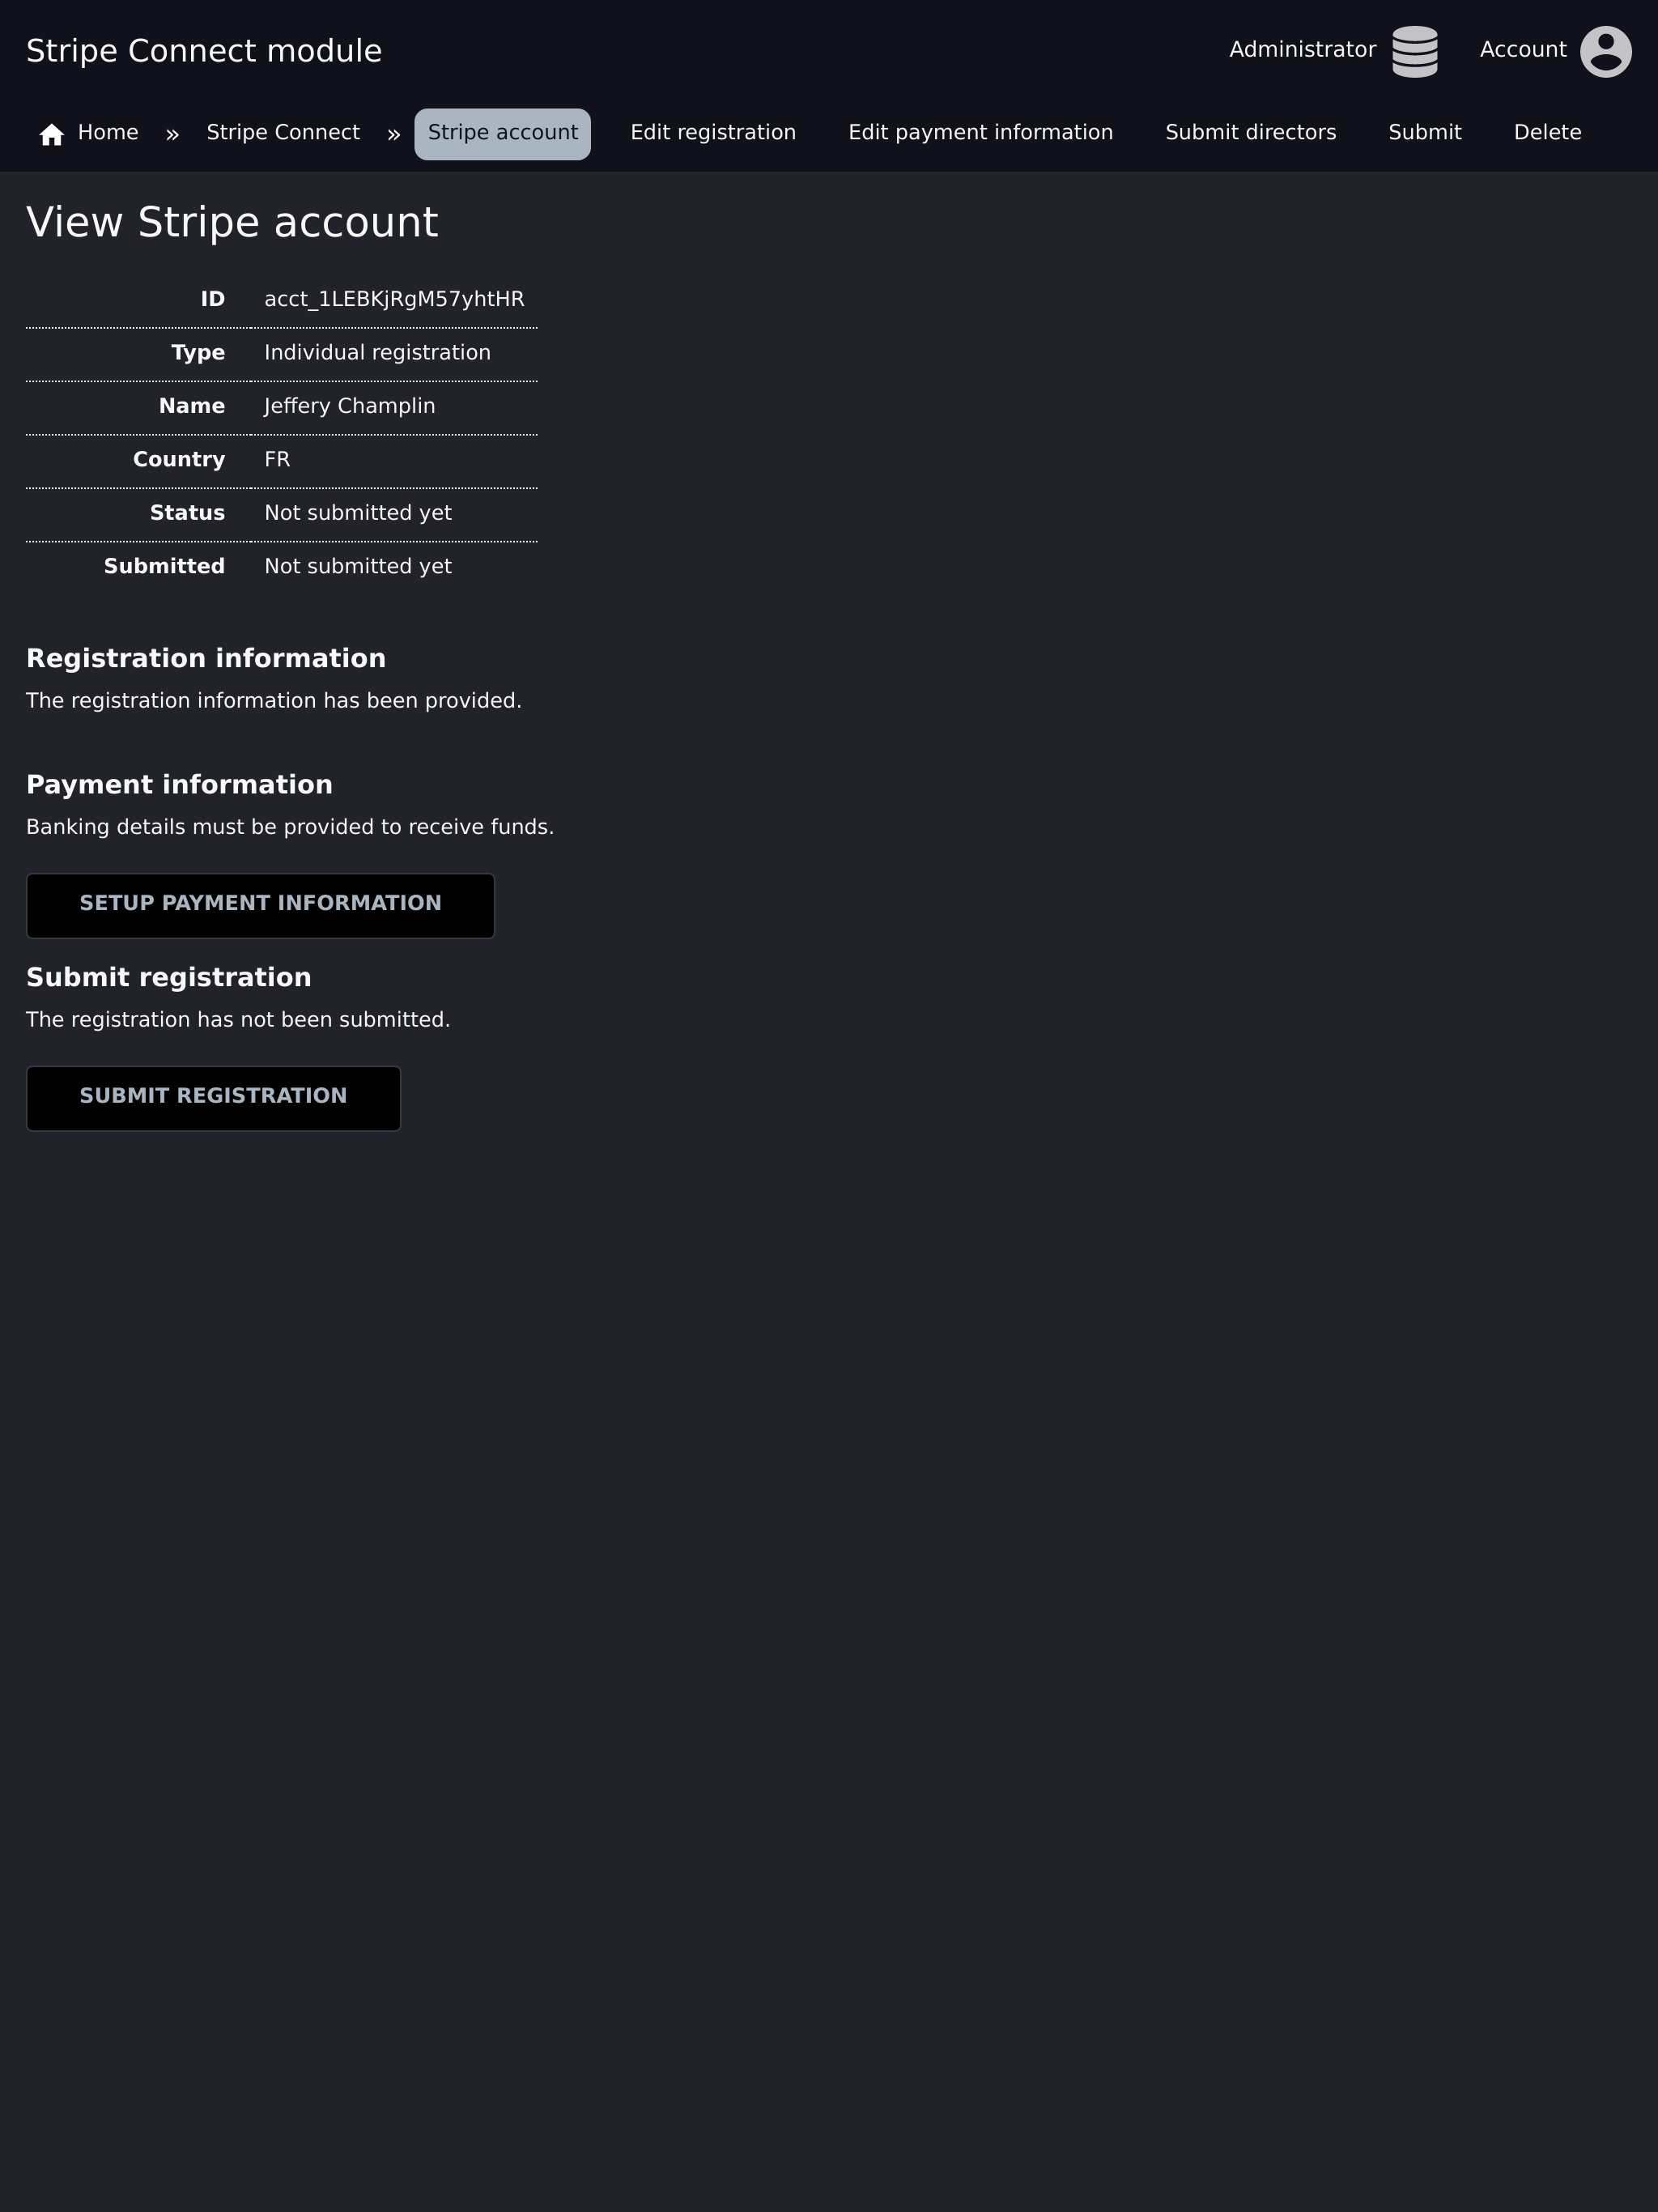 Stripe Connect module
Administrator
Account
Home » Stripe Connect » Stripe account Edit registration Edit payment information Submit directors Submit Delete
View Stripe account
ID acct_1LEBKjRgM57yhtHR
Type Individual registration
Name Jeffery Champlin
Country FR
Status Not submitted yet
Submitted Not submitted yet
Registration information
The registration information has been provided.
Payment information
Banking details must be provided to receive funds.
SETUP PAYMENT INFORMATION
Submit registration
The registration has not been submitted.
SUBMIT REGISTRATION